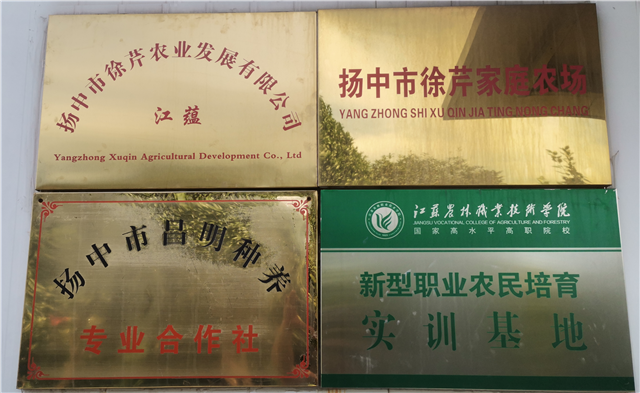 扬中市徐芹农业发展有限公司
江蕴
Yangzhong Xuqin Agricultural Development Co., Ltd
扬中市徐芹家庭农场
YANG ZHONG SHI XU QIN JIA TING NONG CHANG
扬中市昌明种养
专业合作社
江苏农林职业技术学院
JIANGSU VOCATIONAL COLLEGE OF AGRICULTURE AND FORESTRY
国家高水平高职院校
新型职业农民培育
实训基地